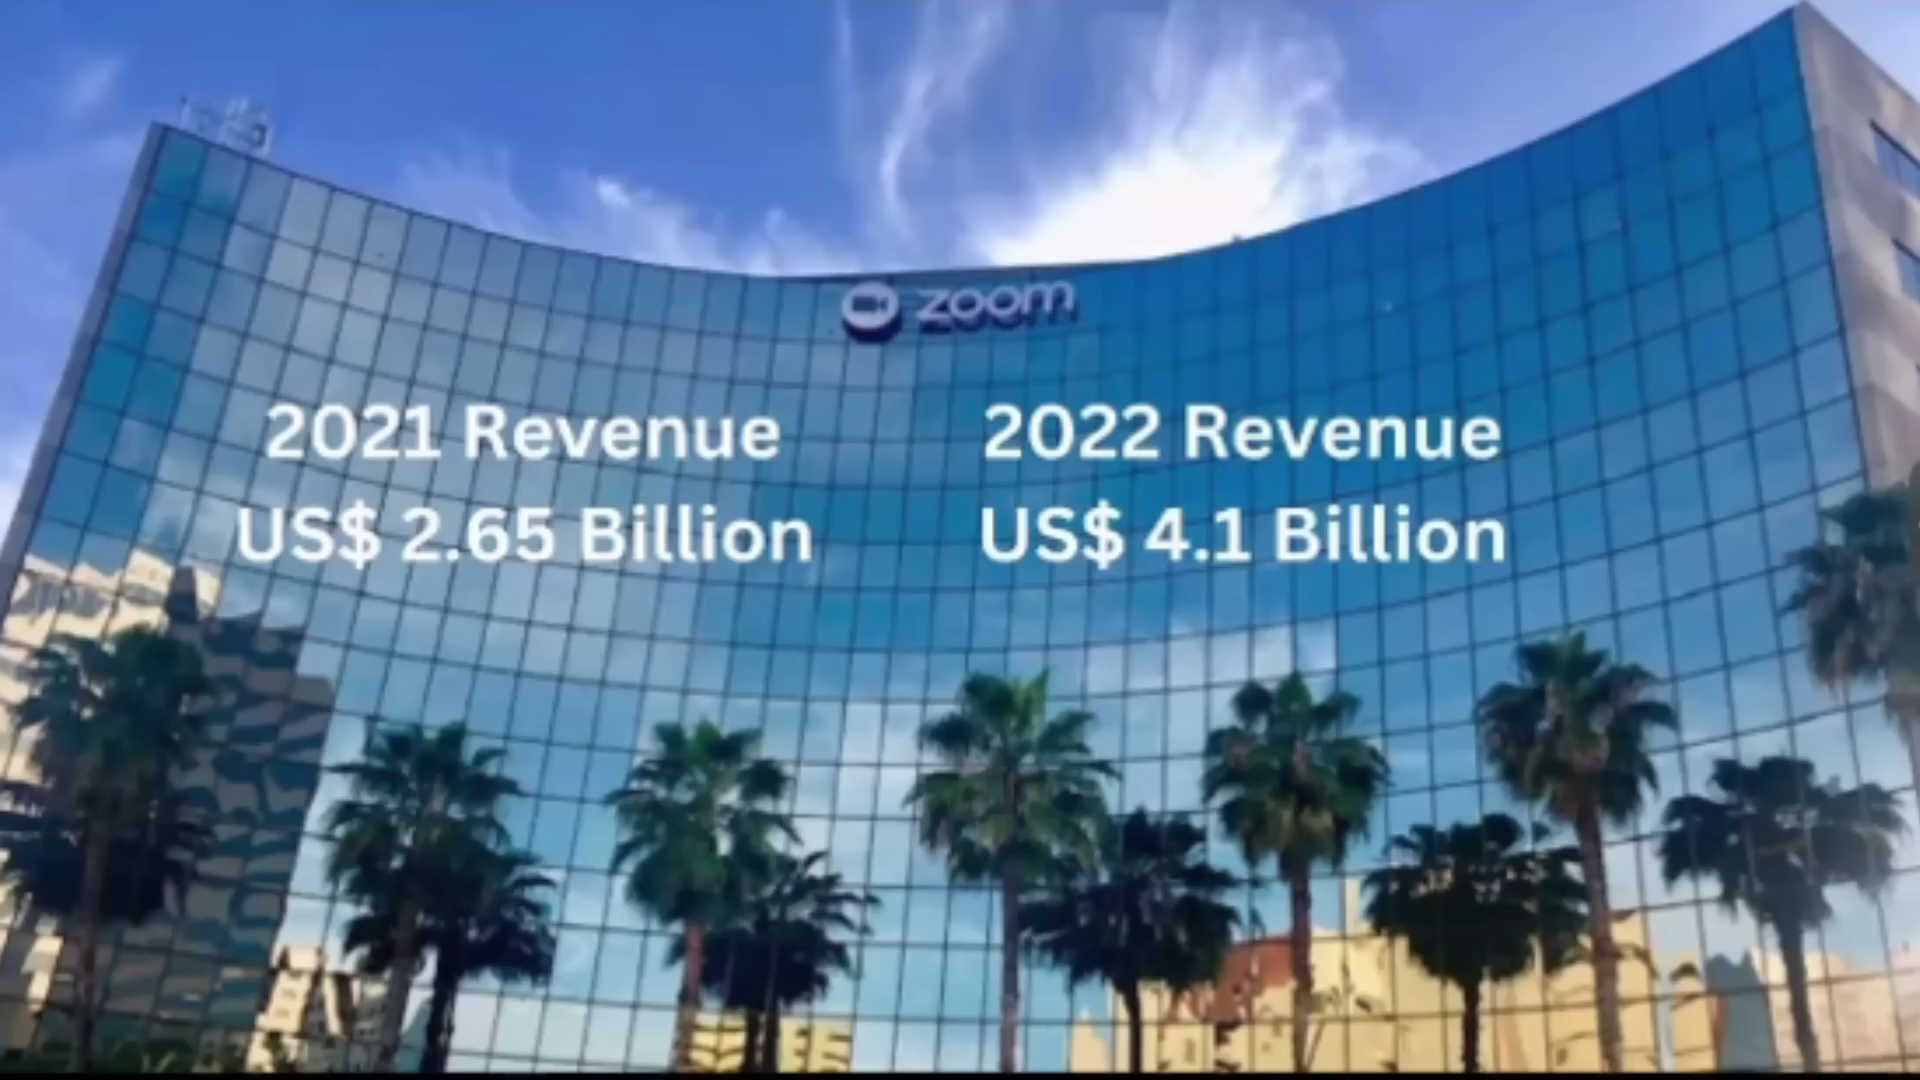 zoom
2021 Revenue
US$ 2.65 Billion
2022 Revenue
US$ 4.1 Billion